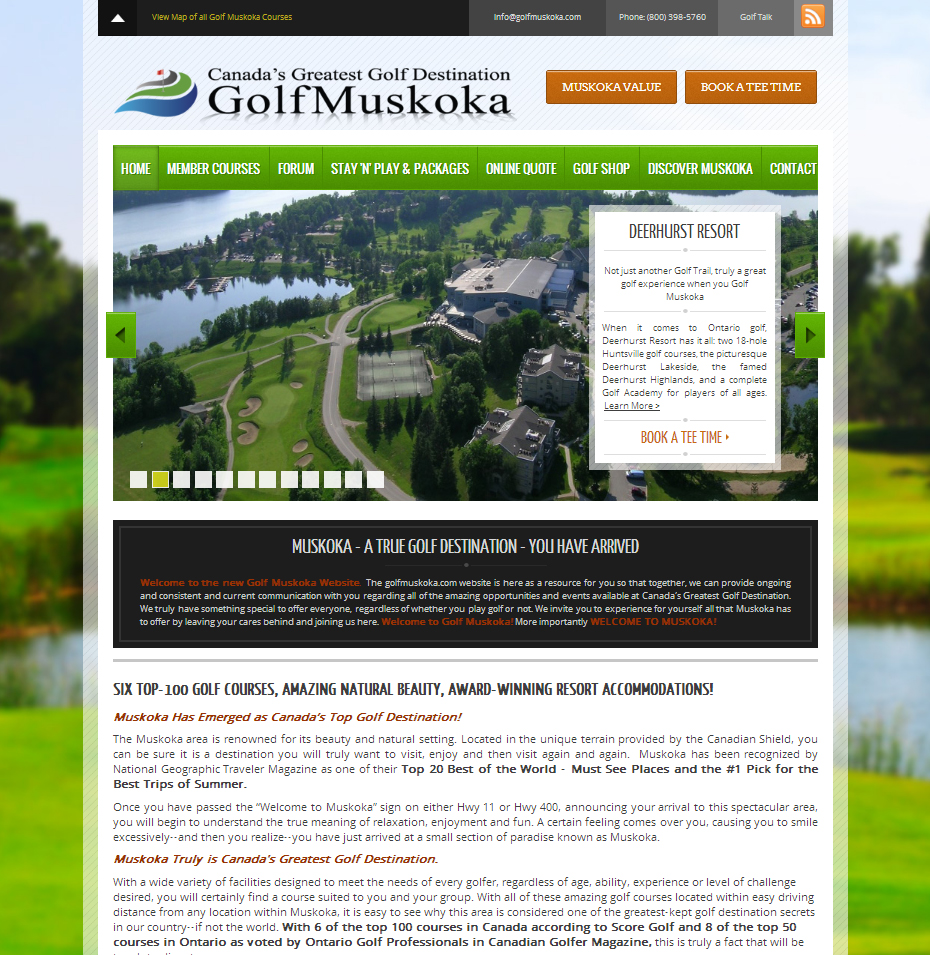 View Map of all Golf Muskoka Courses
Info@golfmuskoka.com
Phone: (800) 398-5760
Golf Talk
Canada's Greatest Golf Destination
GolfMuskoka
MUSKOKA VALUE
BOOK A TEE TIME
HOME MEMBER COURSES FORUM STAY 'N' PLAY & PACKAGES ONLINE QUOTE GOLF SHOP DISCOVER MUSKOKA CONTACT
DEERHURST RESORT
Not just another Golf Trail, truly a great
golf experience when you Golf
Muskoka
When it comes to Ontario golf,
Deerhurst Resort has it all: two 18-hole
Huntsville golf courses, the picturesque
Deerhurst Lakeside, the famed
Deerhurst Highlands, and a complete
Golf Academy for players of all ages.
Learn More >
BOOK A TEE TIME
MUSKOKA - A TRUE GOLF DESTINATION - YOU HAVE ARRIVED
Welcome to the new Golf Muskoka Website. The golfmuskoka.com website is here as a resource for you so that together, we can provide ongoing
and consistent and current communication with you regarding all of the amazing opportunities and events available at Canada's Greatest Golf Destination.
We truly have something special to offer everyone, regardless of whether you play golf or not. We invite you to experience for yourself all that Muskoka has
to offer by leaving your cares behind and joining us here. Welcome to Golf Muskoka! More importantly WELCOME TO MUSKOKA!
SIX TOP-100 GOLF COURSES, AMAZING NATURAL BEAUTY, AWARD-WINNING RESORT ACCOMMODATIONS!
Muskoka Has Emerged as Canada's Top Golf Destination!
The Muskoka area is renowned for its beauty and natural setting. Located in the unique terrain provided by the Canadian Shield, you
can be sure it is a destination you will truly want to visit, enjoy and then visit again and again. Muskoka has been recognized by
National Geographic Traveler Magazine as one of their Top 20 Best of the World - Must See Places and the #1 Pick for the
Best Trips of Summer.
Once you have passed the "Welcome to Muskoka" sign on either Hwy 11 or Hwy 400, announcing your arrival to this spectacular area,
you will begin to understand the true meaning of relaxation, enjoyment and fun. A certain feeling comes over you, causing you to smile
excessively--and then you realize--you have just arrived at a small section of paradise known as Muskoka.
Muskoka Truly is Canada's Greatest Golf Destination.
With a wide variety of facilities designed to meet the needs of every golfer, regardless of age, ability, experience or level of challenge
desired, you will certainly find a course suited to you and your group. With all of these amazing golf courses located within easy driving
distance from any location within Muskoka, it is easy to see why this area is considered one of the greatest-kept golf destination secrets
in our country--if not the world. With 6 of the top 100 courses in Canada according to Score Golf and 8 of the top 50
courses in Ontario as voted by Ontario Golf Professionals in Canadian Golfer Magazine, this is truly a fact that will be